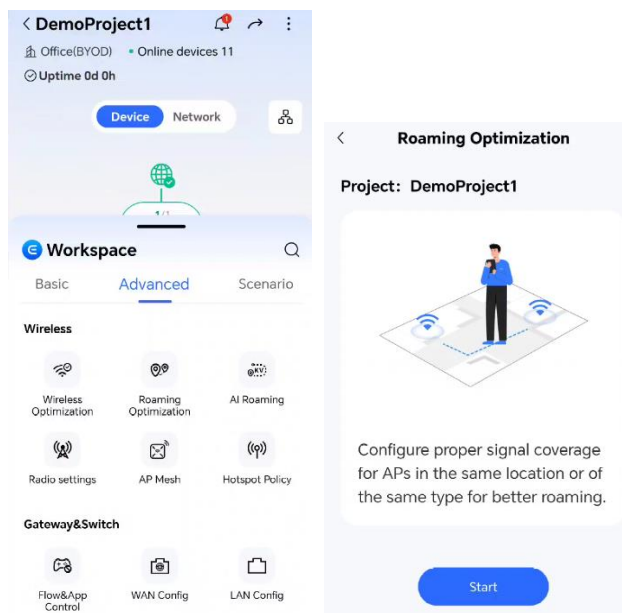 DemoProject1
Office(BYOD) • Online devices 11
Uptime 0d 0h
Device Network
1/1
Workspace
Basic Advanced Scenario
Wireless
Wireless Optimization
Roaming Optimization
AI Roaming
Radio settings
AP Mesh
Hotspot Policy
Gateway&Switch
Flow&App Control
WAN Config
LAN Config
Roaming Optimization
Project: DemoProject1
Configure proper signal coverage
for APs in the same location or of
the same type for better roaming.
Start